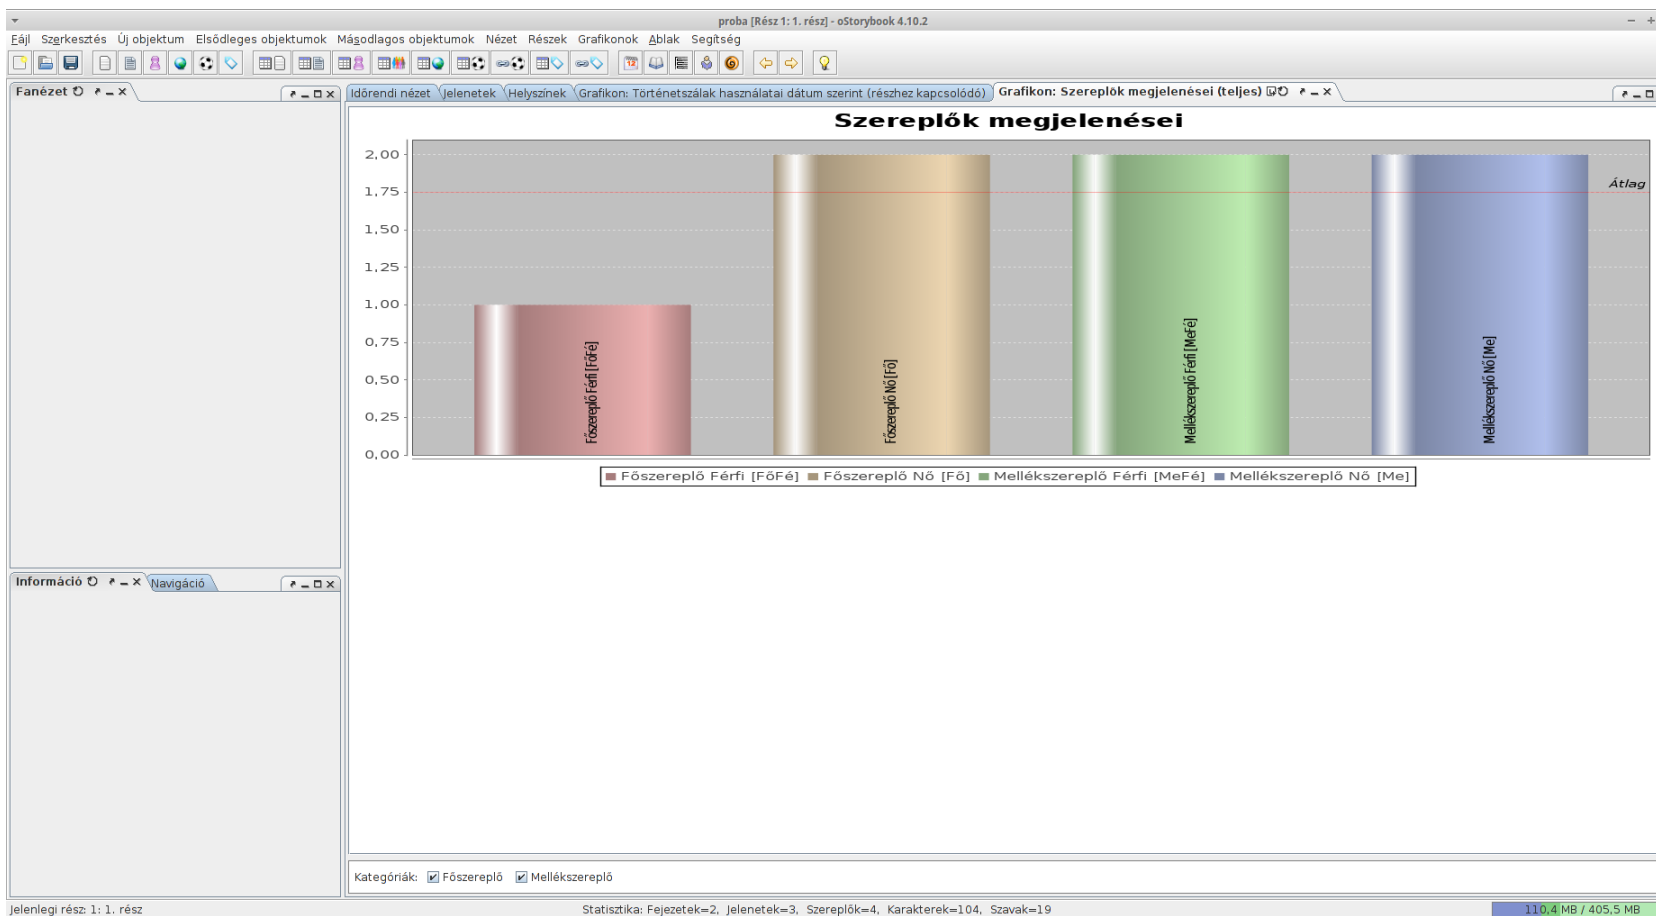 proba [Rész 1: 1. rész] - oStorybook 4.10.2
Fájl Szerkesztés Új objektum Elsődleges objektumok Másodlagos objektumok Nézet Részek Grafikonok Ablak Segítség
12
Fanézet
Időrendi nézet Jelenetek Helyszínek Grafikon: Történetszálak használatai dátum szerint (részhez kapcsolódó) Grafikon: Szereplők megjelenései (teljes)
Szereplők megjelenései
2,00
1,75
1,50
1,25
1,00
0,75
0,50
0,25
0,00
Átlag
Főszereplő Férfi [FőFé]
Főszereplő Nő [Fő]
Mellékszereplő Férfi [MeFé]
Mellékszereplő Nő [Me]
Főszereplő Férfi [FőFé] Főszereplő Nő [Fő] Mellékszereplő Férfi [MeFé] Mellékszereplő Nő [Me]
Információ Navigáció
Kategóriák: Főszereplő Mellékszereplő
Jelenlegi rész: 1: 1. rész
Statisztika: Fejezetek=2, Jelenetek=3, Szereplők=4, Karakterek=104, Szavak=19
110,4 MB / 405,5 MB